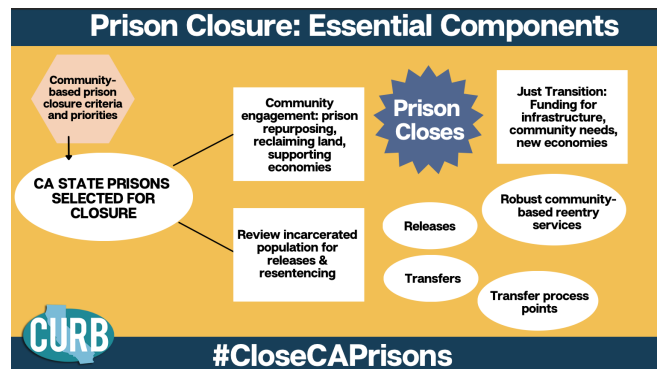 Prison Closure: Essential Components
Community-
based prison
closure criteria
and priorities
CA STATE PRISONS
SELECTED FOR
CLOSURE
Community
engagement: prison
repurposing,
reclaiming land,
supporting
economies
Review incarcerated
population for
releases &
resentencing
Prison
Closes
Just Transition:
Funding for
infrastructure,
community needs,
new economies
Releases
Robust community-
based reentry
services
Transfers
Transfer process
points
CURB
#CloseCAPrisons